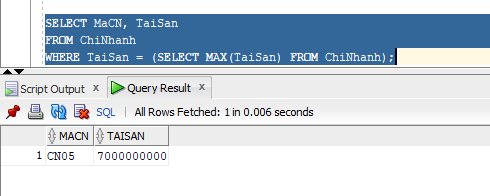 SELECT MaCN, TaiSan
FROM ChiNhanh
WHERE TaiSan = (SELECT MAX(TaiSan) FROM ChiNhanh);
Script Output x Query Result x
SQL | All Rows Fetched: 1 in 0.006 seconds
MACN TAISAN
1 CN05 7000000000